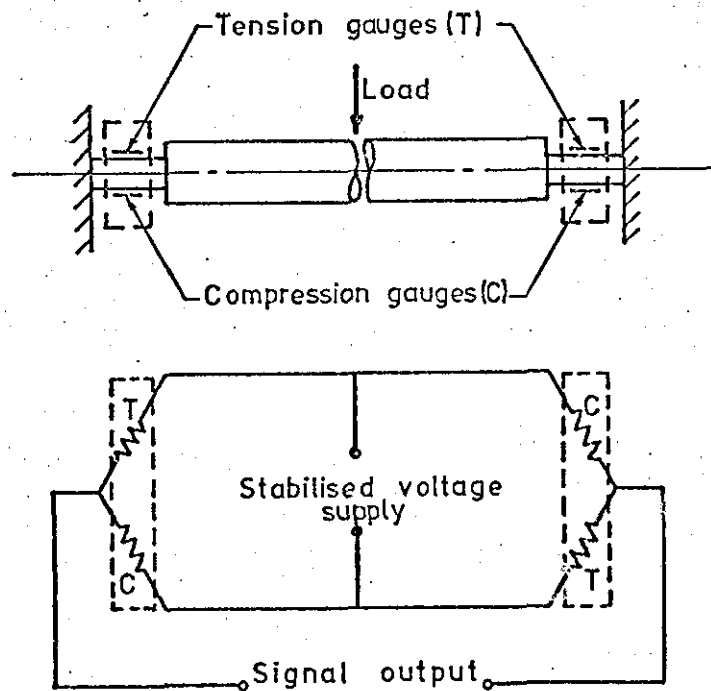 Tension gauges (T)
Load
Compression gauges (C)
T
C
Stabilised voltage
supply
C
T
Signal output